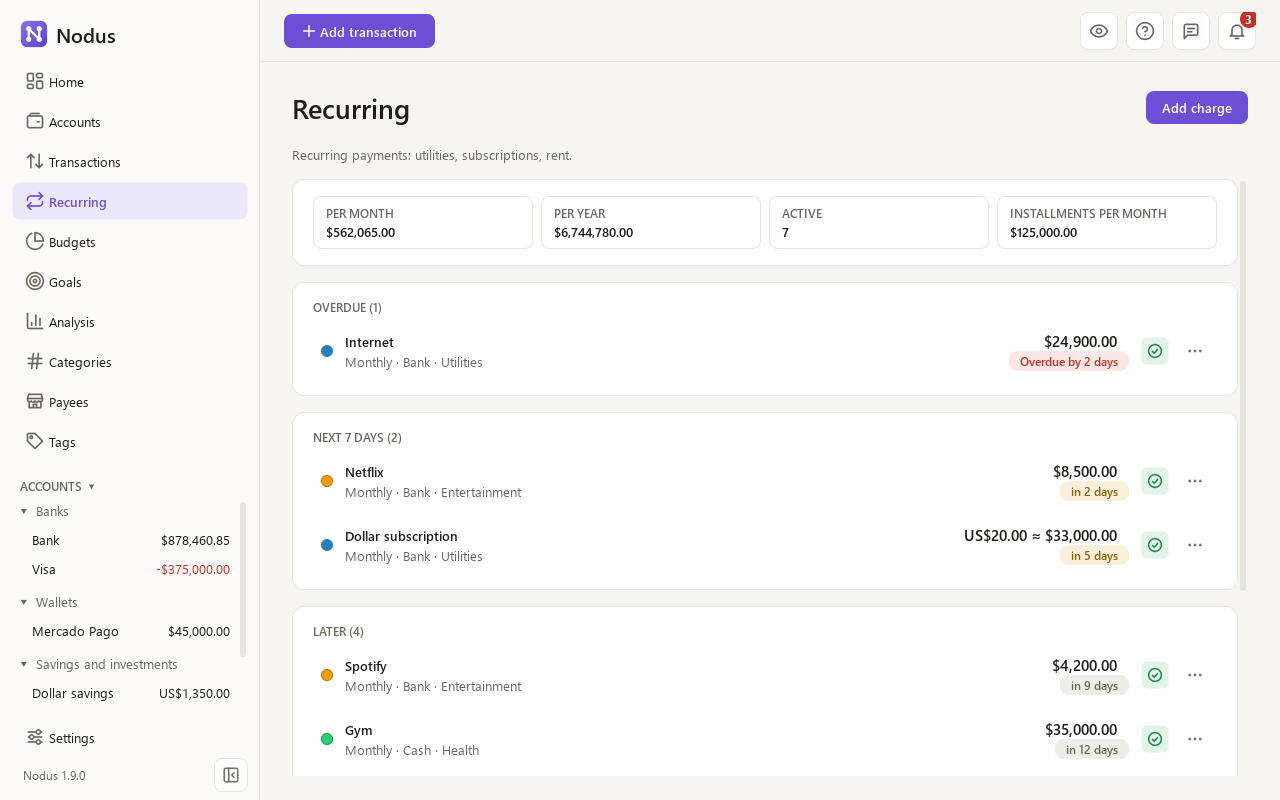 Nodus
Home
Accounts
Transactions
Recurring
Budgets
Goals
Analysis
Categories
Payees
Tags
ACCOUNTS
Banks
Bank $878,460.85
Visa -$375,000.00
Wallets
Mercado Pago $45,000.00
Savings and investments
Dollar savings US$1,350.00
Settings
Nodus 1.9.0
Add transaction
3
Recurring
Add charge
Recurring payments: utilities, subscriptions, rent.
PER MONTH
$562,065.00
PER YEAR
$6,744,780.00
ACTIVE
7
INSTALLMENTS PER MONTH
$125,000.00
OVERDUE (1)
Internet
Monthly · Bank · Utilities
$24,900.00
Overdue by 2 days
NEXT 7 DAYS (2)
Netflix
Monthly · Bank · Entertainment
$8,500.00
in 2 days
Dollar subscription
Monthly · Bank · Utilities
US$20.00 ≈ $33,000.00
in 5 days
LATER (4)
Spotify
Monthly · Bank · Entertainment
$4,200.00
in 9 days
Gym
Monthly · Cash · Health
$35,000.00
in 12 days